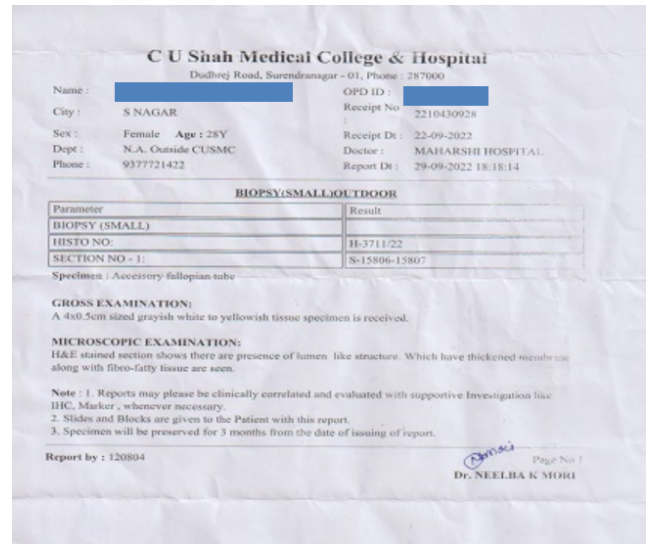 C U Shah Medical College & Hospital
Dudhrej Road, Surendranagar - 01, Phone : 287000
Name :
OPD ID :
City : S NAGAR
Receipt No : 2210430928
Sex : Female Age : 28Y
Receipt Dt : 22-09-2022
Dept : N.A. Outside CUSMC
Doctor : MAHARSHI HOSPITAL
Phone : 9377721422
Report Dt : 29-09-2022 18:18:14
BIOPSY(SMALL)OUTDOOR
Parameter Result
BIOPSY (SMALL)
HISTO NO: H-3711/22
SECTION NO - 1: S-15806-15807
Specimen : Accessory fallopian tube
GROSS EXAMINATION:
A 4x0.5cm sized grayish white to yellowish tissue specimen is received.
MICROSCOPIC EXAMINATION:
H&E stained section shows there are presence of lumen like structure. Which have thickened membrane
along with fibro-fatty tissue are seen.
Note : 1. Reports may please be clinically correlated and evaluated with supportive Investigation like
IHC, Marker , whenever necessary.
2. Slides and Blocks are given to the Patient with this report.
3. Specimen will be preserved for 3 months from the date of issuing of report.
Report by : 120804
Page No 1
Dr. NEELBA K MORI